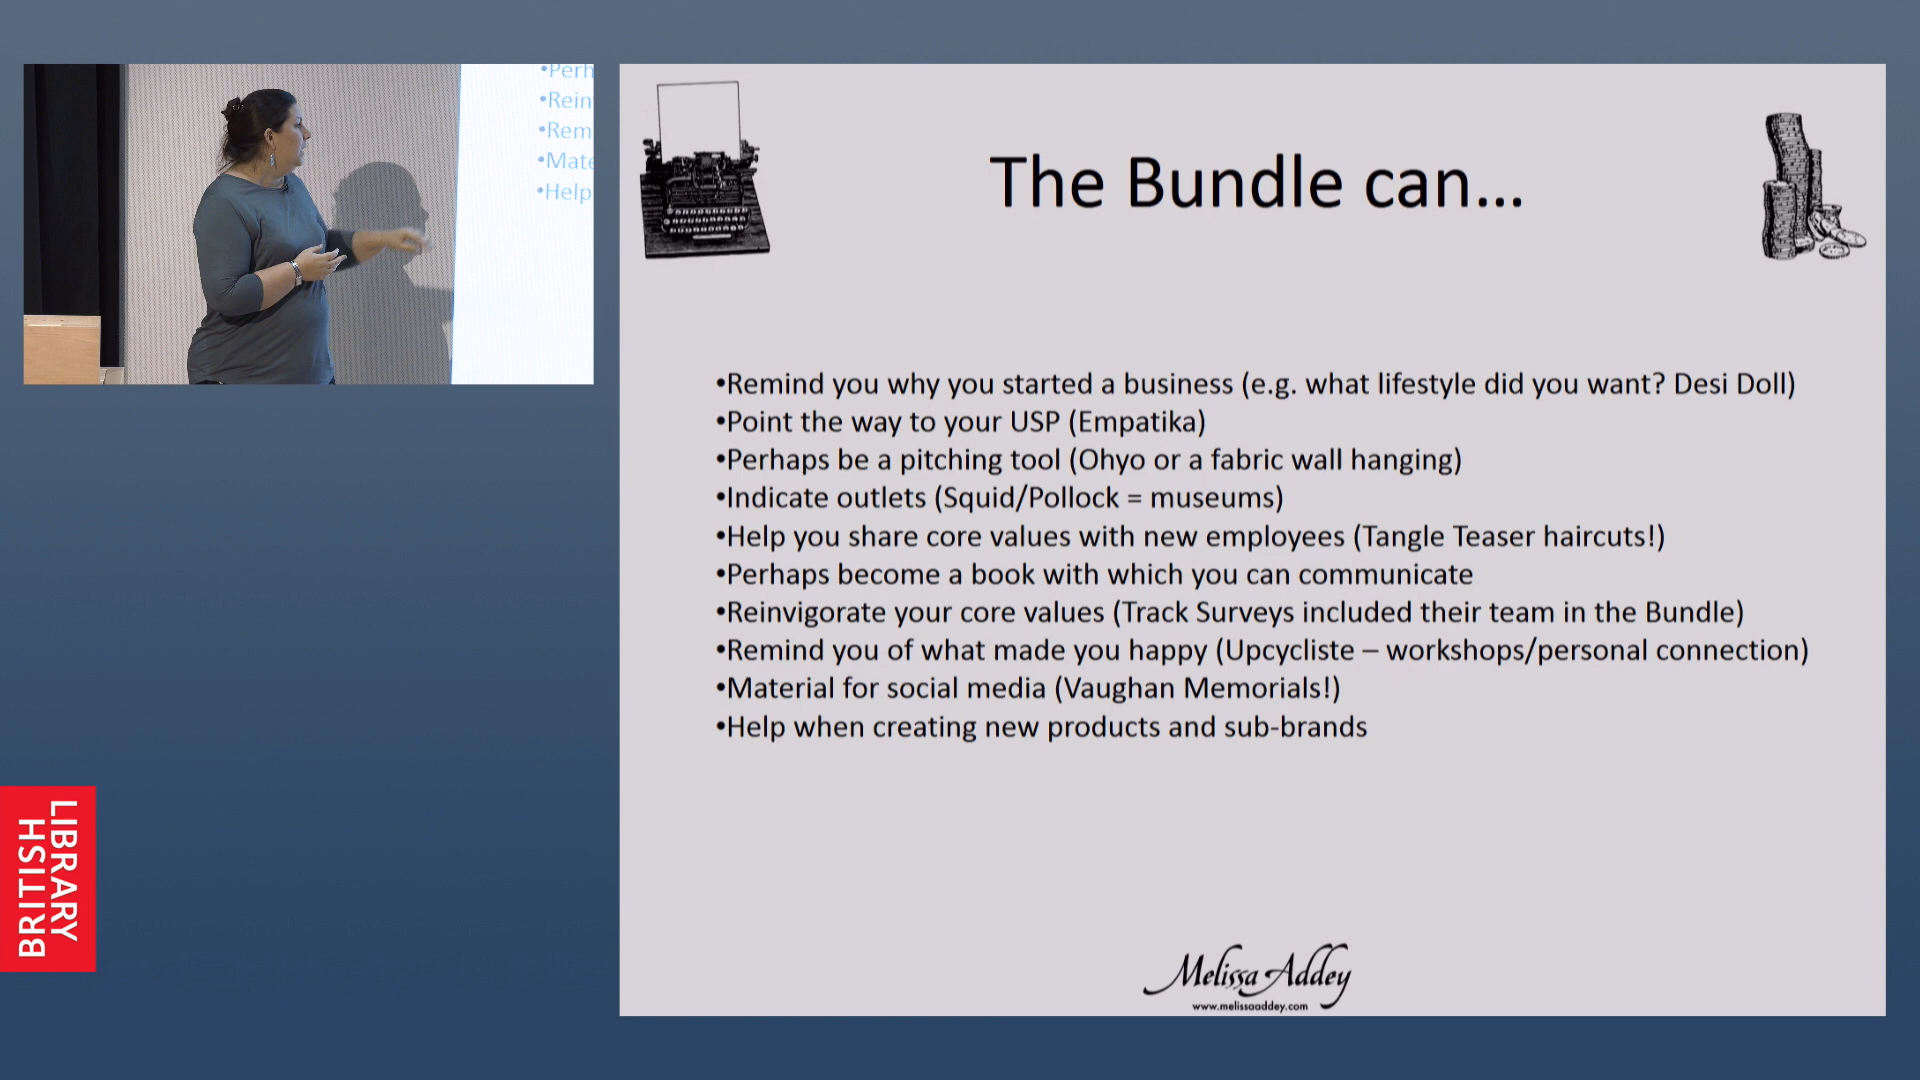 •Perh
•Rein
•Rem
•Mate
•Help
The Bundle can...
•Remind you why you started a business (e.g. what lifestyle did you want? Desi Doll)
•Point the way to your USP (Empatika)
•Perhaps be a pitching tool (Ohyo or a fabric wall hanging)
•Indicate outlets (Squid/Pollock = museums)
•Help you share core values with new employees (Tangle Teaser haircuts!)
•Perhaps become a book with which you can communicate
•Reinvigorate your core values (Track Surveys included their team in the Bundle)
•Remind you of what made you happy (Upcycliste – workshops/personal connection)
•Material for social media (Vaughan Memorials!)
•Help when creating new products and sub-brands
Melissa Addey
www.melissaaddey.com
BRITISH
LIBRARY